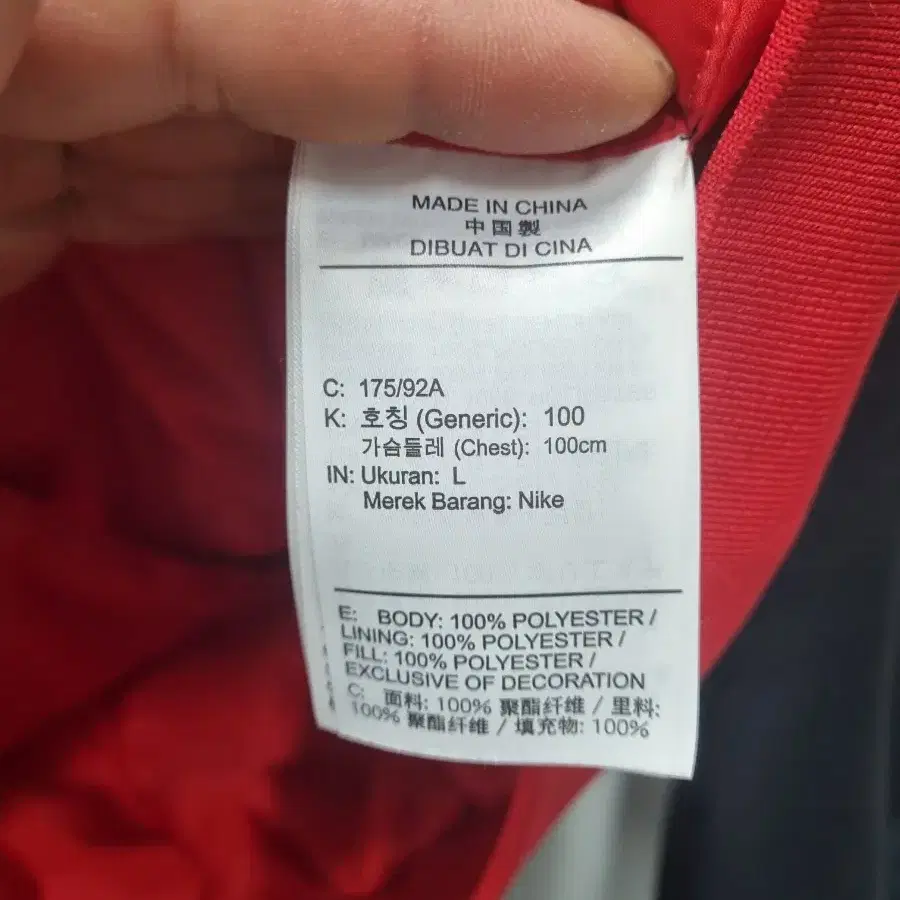 MADE IN CHINA
中国製
DIBUAT DI CINA
C: 175/92A
K: 호칭 (Generic): 100
가슴둘레 (Chest): 100cm
IN: Ukuran: L
Merek Barang: Nike
E: BODY: 100% POLYESTER /
LINING: 100% POLYESTER /
FILL: 100% POLYESTER /
EXCLUSIVE OF DECORATION
C: 面料: 100% 聚酯纤维 / 里料:
100% 聚酯纤维 / 填充物: 100%